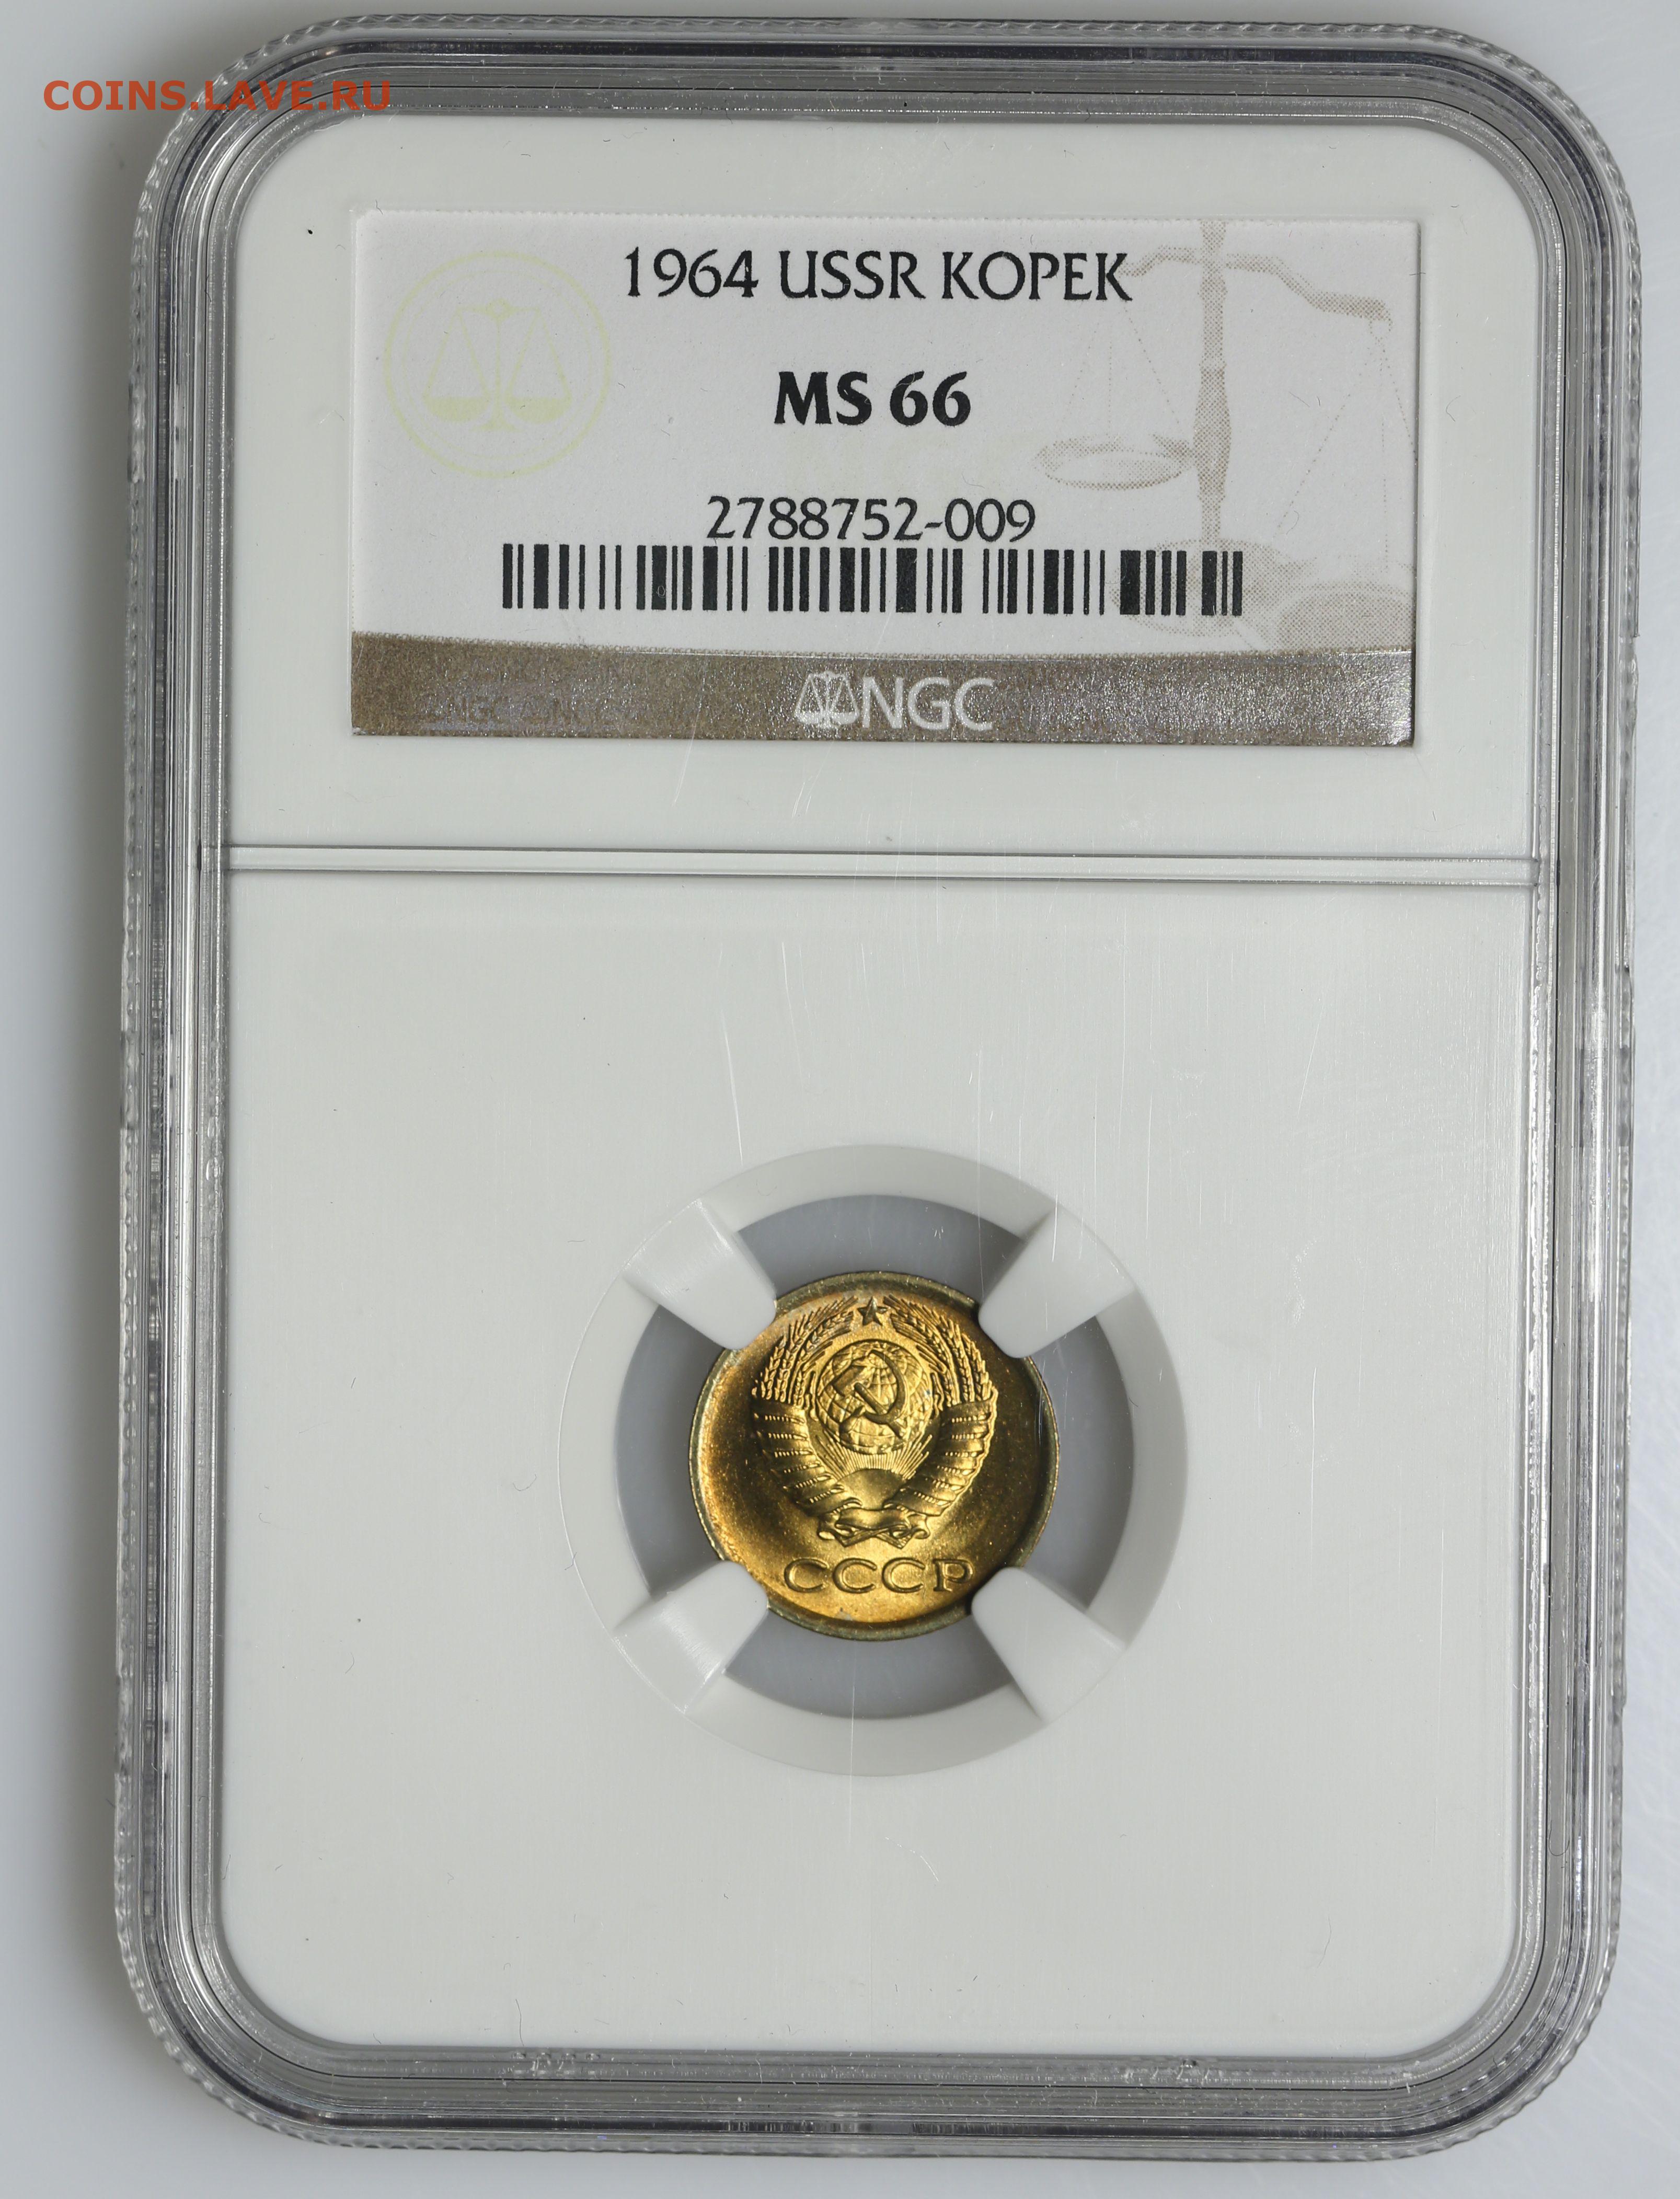 COINS.LAVE.RU
1964 USSR KOPEK
MS 66
2788752-009
NGC
СССР